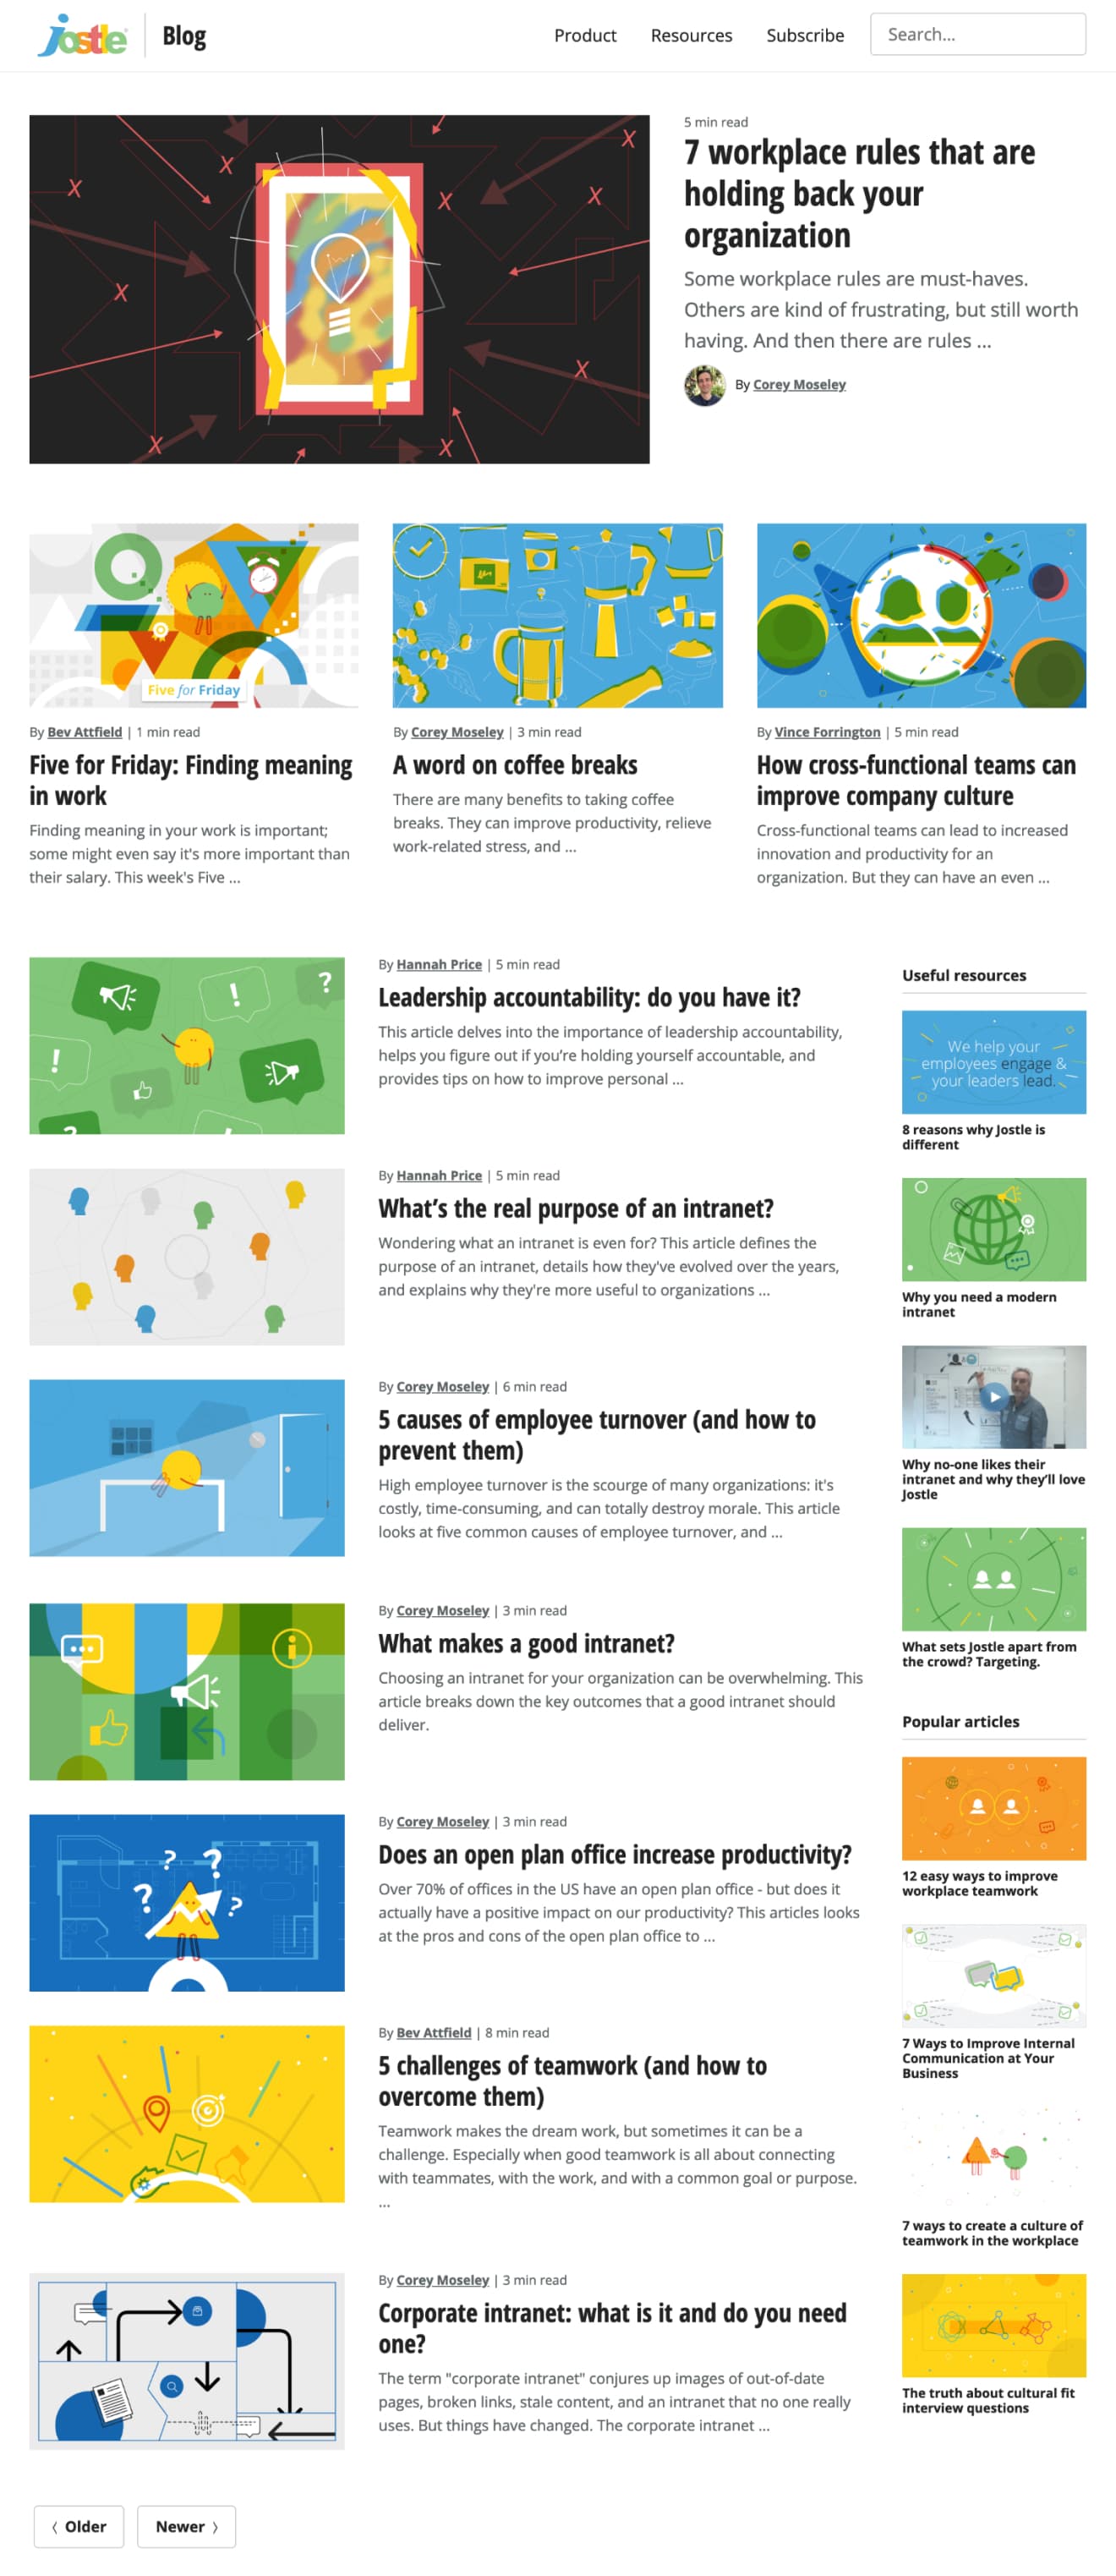 jostle
Blog
Product
Resources
Subscribe
Search...
5 min read
7 workplace rules that are
holding back your
organization
Some workplace rules are must-haves.
Others are kind of frustrating, but still worth
having. And then there are rules ...
By Corey Moseley
Five for Friday
By Bev Attfield | 1 min read
Five for Friday: Finding meaning
in work
Finding meaning in your work is important;
some might even say it's more important than
their salary. This week's Five ...
By Corey Moseley | 3 min read
A word on coffee breaks
There are many benefits to taking coffee
breaks. They can improve productivity, relieve
work-related stress, and ...
By Vince Forrington | 5 min read
How cross-functional teams can
improve company culture
Cross-functional teams can lead to increased
innovation and productivity for an
organization. But they can have an even ...
By Hannah Price | 5 min read
Leadership accountability: do you have it?
This article delves into the importance of leadership accountability,
helps you figure out if you’re holding yourself accountable, and
provides tips on how to improve personal ...
By Hannah Price | 5 min read
What’s the real purpose of an intranet?
Wondering what an intranet is even for? This article defines the
purpose of an intranet, details how they've evolved over the years,
and explains why they're more useful to organizations ...
By Corey Moseley | 6 min read
5 causes of employee turnover (and how to
prevent them)
High employee turnover is the scourge of many organizations: it's
costly, time-consuming, and can totally destroy morale. This article
looks at five common causes of employee turnover, and ...
By Corey Moseley | 3 min read
What makes a good intranet?
Choosing an intranet for your organization can be overwhelming. This
article breaks down the key outcomes that a good intranet should
deliver.
By Corey Moseley | 3 min read
Does an open plan office increase productivity?
Over 70% of offices in the US have an open plan office - but does it
actually have a positive impact on our productivity? This articles looks
at the pros and cons of the open plan office to ...
By Bev Attfield | 8 min read
5 challenges of teamwork (and how to
overcome them)
Teamwork makes the dream work, but sometimes it can be a
challenge. Especially when good teamwork is all about connecting
with teammates, with the work, and with a common goal or purpose.
...
By Corey Moseley | 3 min read
Corporate intranet: what is it and do you need
one?
The term "corporate intranet" conjures up images of out-of-date
pages, broken links, stale content, and an intranet that no one really
uses. But things have changed. The corporate intranet ...
Useful resources
We help your
employees engage &
your leaders lead.
8 reasons why Jostle is
different
Why you need a modern
intranet
Why no-one likes their
intranet and why they’ll love
Jostle
What sets Jostle apart from
the crowd? Targeting.
Popular articles
12 easy ways to improve
workplace teamwork
7 Ways to Improve Internal
Communication at Your
Business
7 ways to create a culture of
teamwork in the workplace
The truth about cultural fit
interview questions
〈 Older
Newer 〉